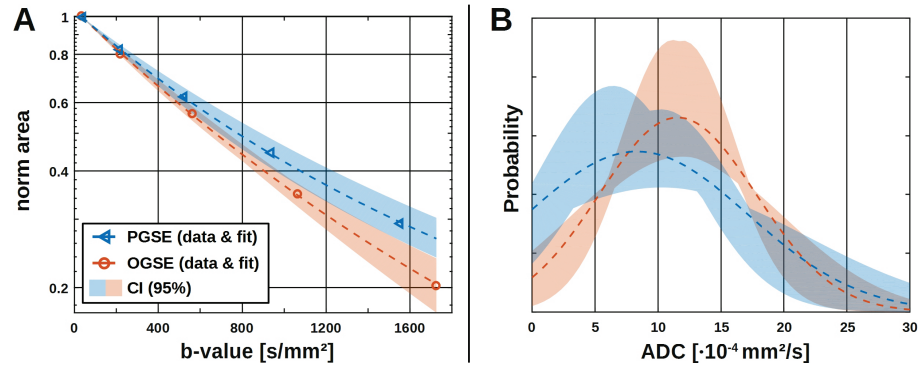 A
norm area
1
0.8
0.6
0.4
0.2
PGSE (data & fit)
OGSE (data & fit)
CI (95%)
0 400 800 1200 1600
b-value [s/mm²]
B
Probability
0 5 10 15 20 25 30
ADC [·10⁻⁴ mm²/s]